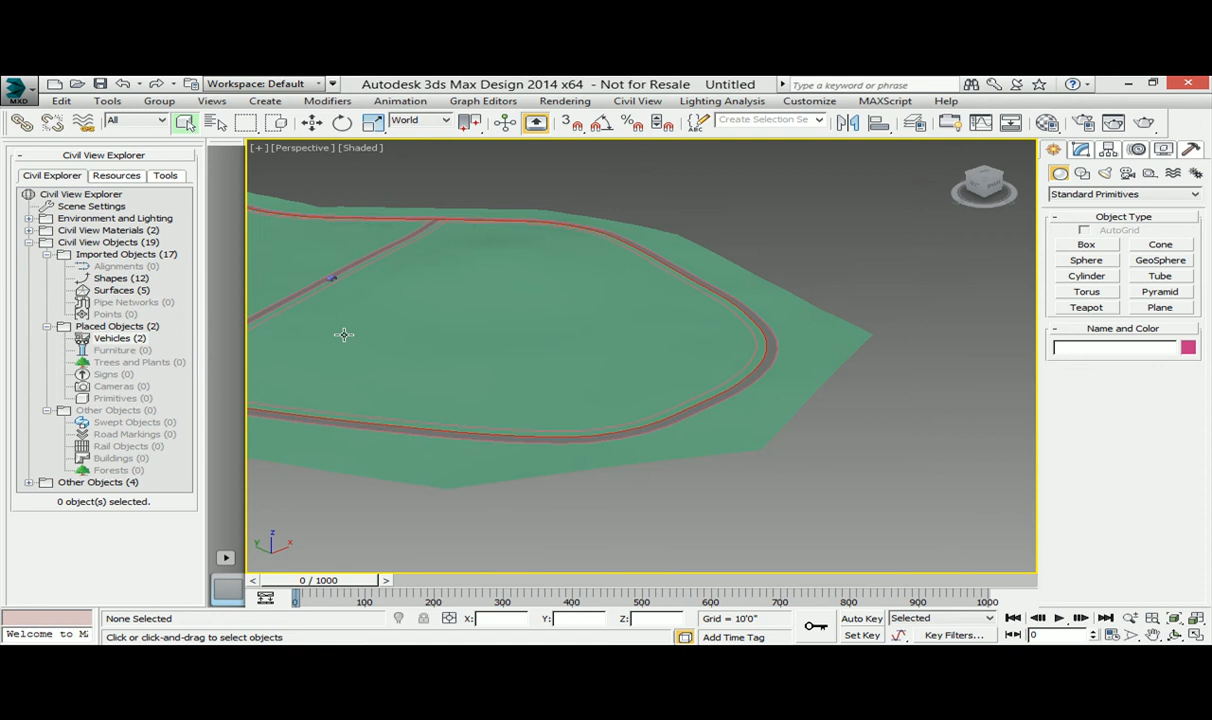 MXD
Workspace: Default
Autodesk 3ds Max Design 2014 x64 - Not for Resale Untitled
Type a keyword or phrase
Edit Tools Group Views Create Modifiers Animation Graph Editors Rendering Civil View Lighting Analysis Customize MAXScript Help
All
World
3
Create Selection Se
Civil View Explorer
Civil Explorer Resources Tools
Civil View Explorer
Scene Settings
Environment and Lighting
Civil View Materials (2)
Civil View Objects (19)
Imported Objects (17)
Alignments (0)
Shapes (12)
Surfaces (5)
Pipe Networks (0)
Points (0)
Placed Objects (2)
Vehicles (2)
Furniture (0)
Trees and Plants (0)
Signs (0)
Cameras (0)
Primitives (0)
Other Objects (0)
Swept Objects (0)
Road Markings (0)
Rail Objects (0)
Buildings (0)
Forests (0)
Other Objects (4)
0 object(s) selected.
[+] [Perspective] [Shaded]
z
y x
Standard Primitives
Object Type
AutoGrid
Box Cone
Sphere GeoSphere
Cylinder Tube
Torus Pyramid
Teapot Plane
Name and Color
< 0 / 1000 >
0 100 200 300 400 500 600 700 800 900 1000
None Selected X: Y: Z: Grid = 10'0" Auto Key Selected
Welcome to M Click or click-and-drag to select objects Add Time Tag Set Key Key Filters... 0